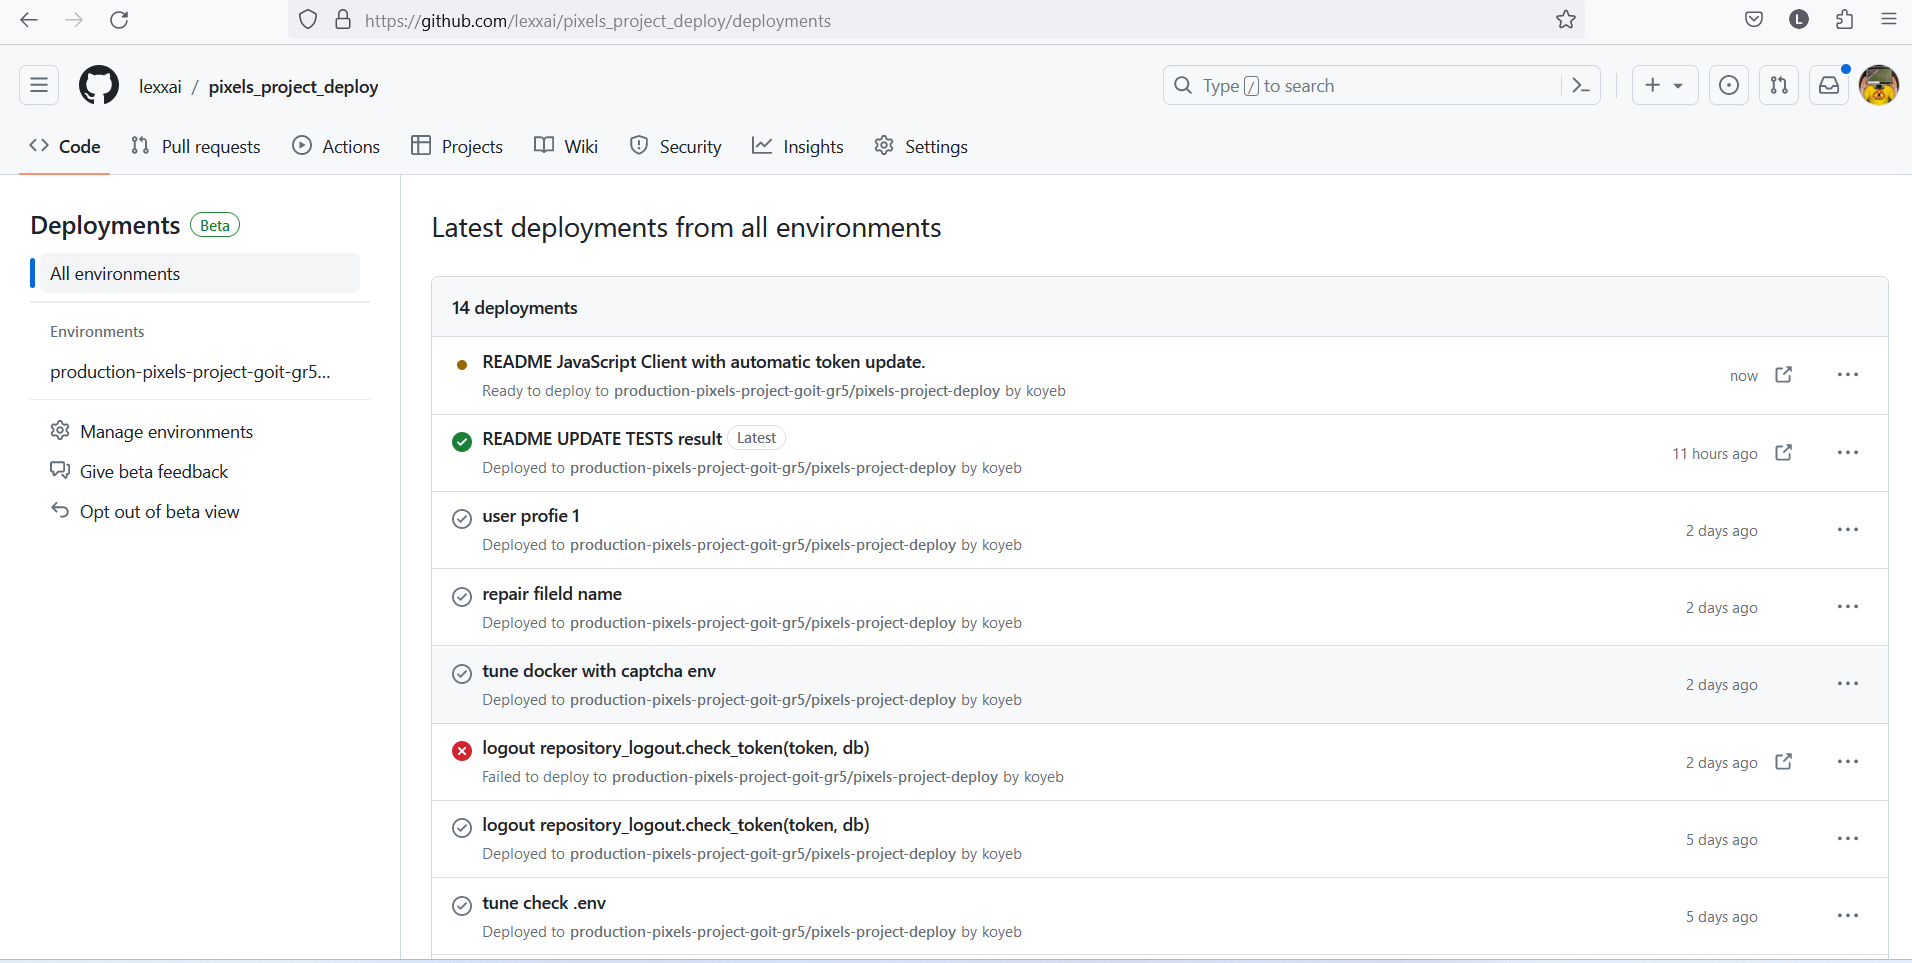 https://github.com/lexxai/pixels_project_deploy/deployments
L
lexxai / pixels_project_deploy
Type / to search
Code
Pull requests
Actions
Projects
Wiki
Security
Insights
Settings
Deployments Beta
All environments
Environments
production-pixels-project-goit-gr5...
Manage environments
Give beta feedback
Opt out of beta view
Latest deployments from all environments
14 deployments
README JavaScript Client with automatic token update.
Ready to deploy to production-pixels-project-goit-gr5/pixels-project-deploy by koyeb
now
README UPDATE TESTS result Latest
Deployed to production-pixels-project-goit-gr5/pixels-project-deploy by koyeb
11 hours ago
user profie 1
Deployed to production-pixels-project-goit-gr5/pixels-project-deploy by koyeb
2 days ago
repair fileld name
Deployed to production-pixels-project-goit-gr5/pixels-project-deploy by koyeb
2 days ago
tune docker with captcha env
Deployed to production-pixels-project-goit-gr5/pixels-project-deploy by koyeb
2 days ago
logout repository_logout.check_token(token, db)
Failed to deploy to production-pixels-project-goit-gr5/pixels-project-deploy by koyeb
2 days ago
logout repository_logout.check_token(token, db)
Deployed to production-pixels-project-goit-gr5/pixels-project-deploy by koyeb
5 days ago
tune check .env
Deployed to production-pixels-project-goit-gr5/pixels-project-deploy by koyeb
5 days ago